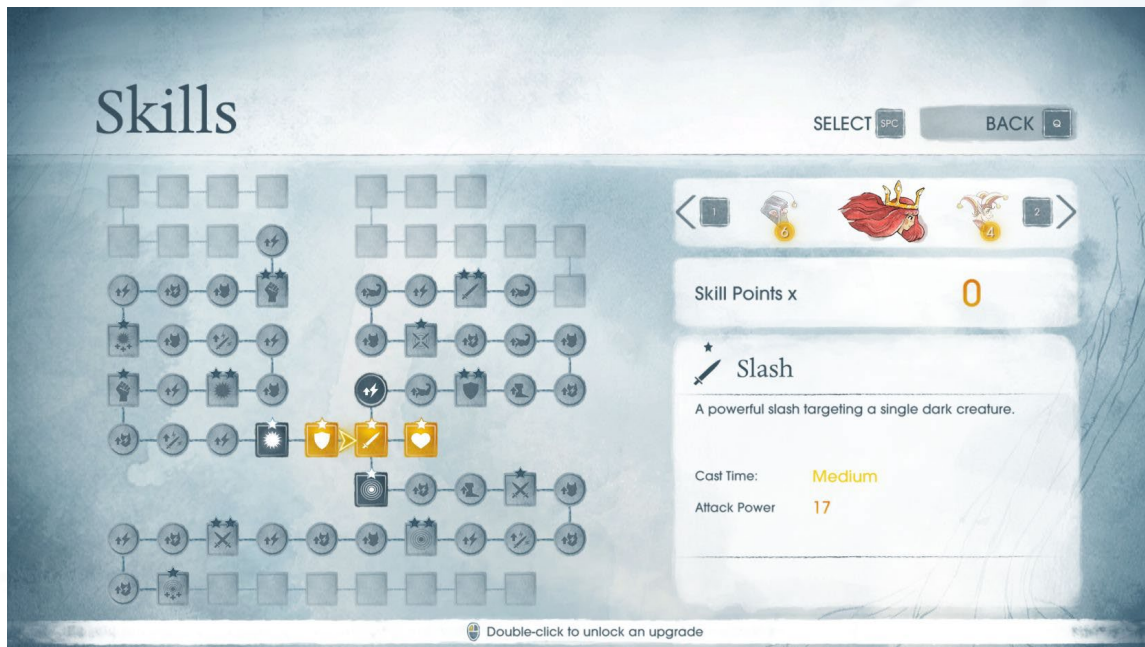 Skills
SELECT SPC
BACK Q
1
6
4
2
Skill Points x 0
Slash
A powerful slash targeting a single dark creature.
Cast Time: Medium
Attack Power 17
Double-click to unlock an upgrade